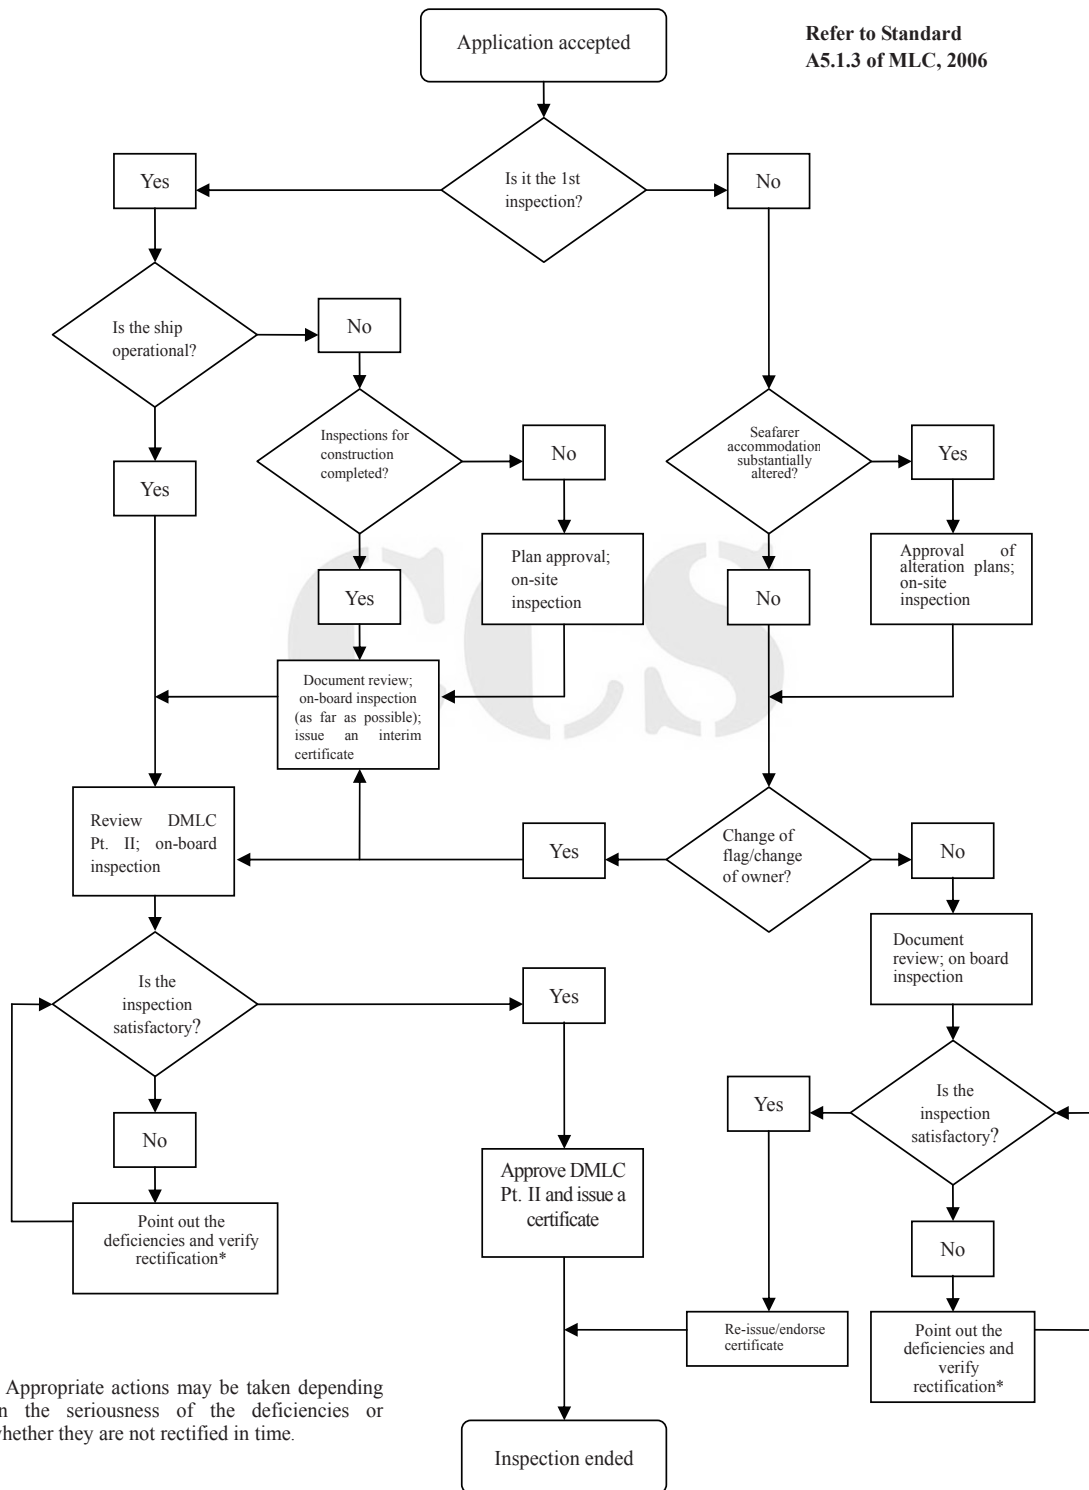 Application accepted
Refer to Standard
A5.1.3 of MLC, 2006
Is it the 1st
inspection?
Yes
No
Is the ship
operational?
No
Yes
Inspections for
construction
completed?
No
Seafarer
accommodation
substantially
altered?
Yes
Plan approval;
on-site
inspection
Approval of
alteration plans;
on-site
inspection
Yes
No
CCS
Document review;
on-board inspection
(as far as possible);
issue an interim
certificate
Review DMLC
Pt. II; on-board
inspection
Yes
Change of
flag/change
of owner?
No
Document
review; on board
inspection
Is the
inspection
satisfactory?
Yes
Yes
Is the
inspection
satisfactory?
No
Approve DMLC
Pt. II and issue a
certificate
No
Point out the
deficiencies and verify
rectification*
Re-issue/endorse
certificate
Point out the
deficiencies and
verify
rectification*
Appropriate actions may be taken depending
n the seriousness of the deficiencies or
whether they are not rectified in time.
Inspection ended